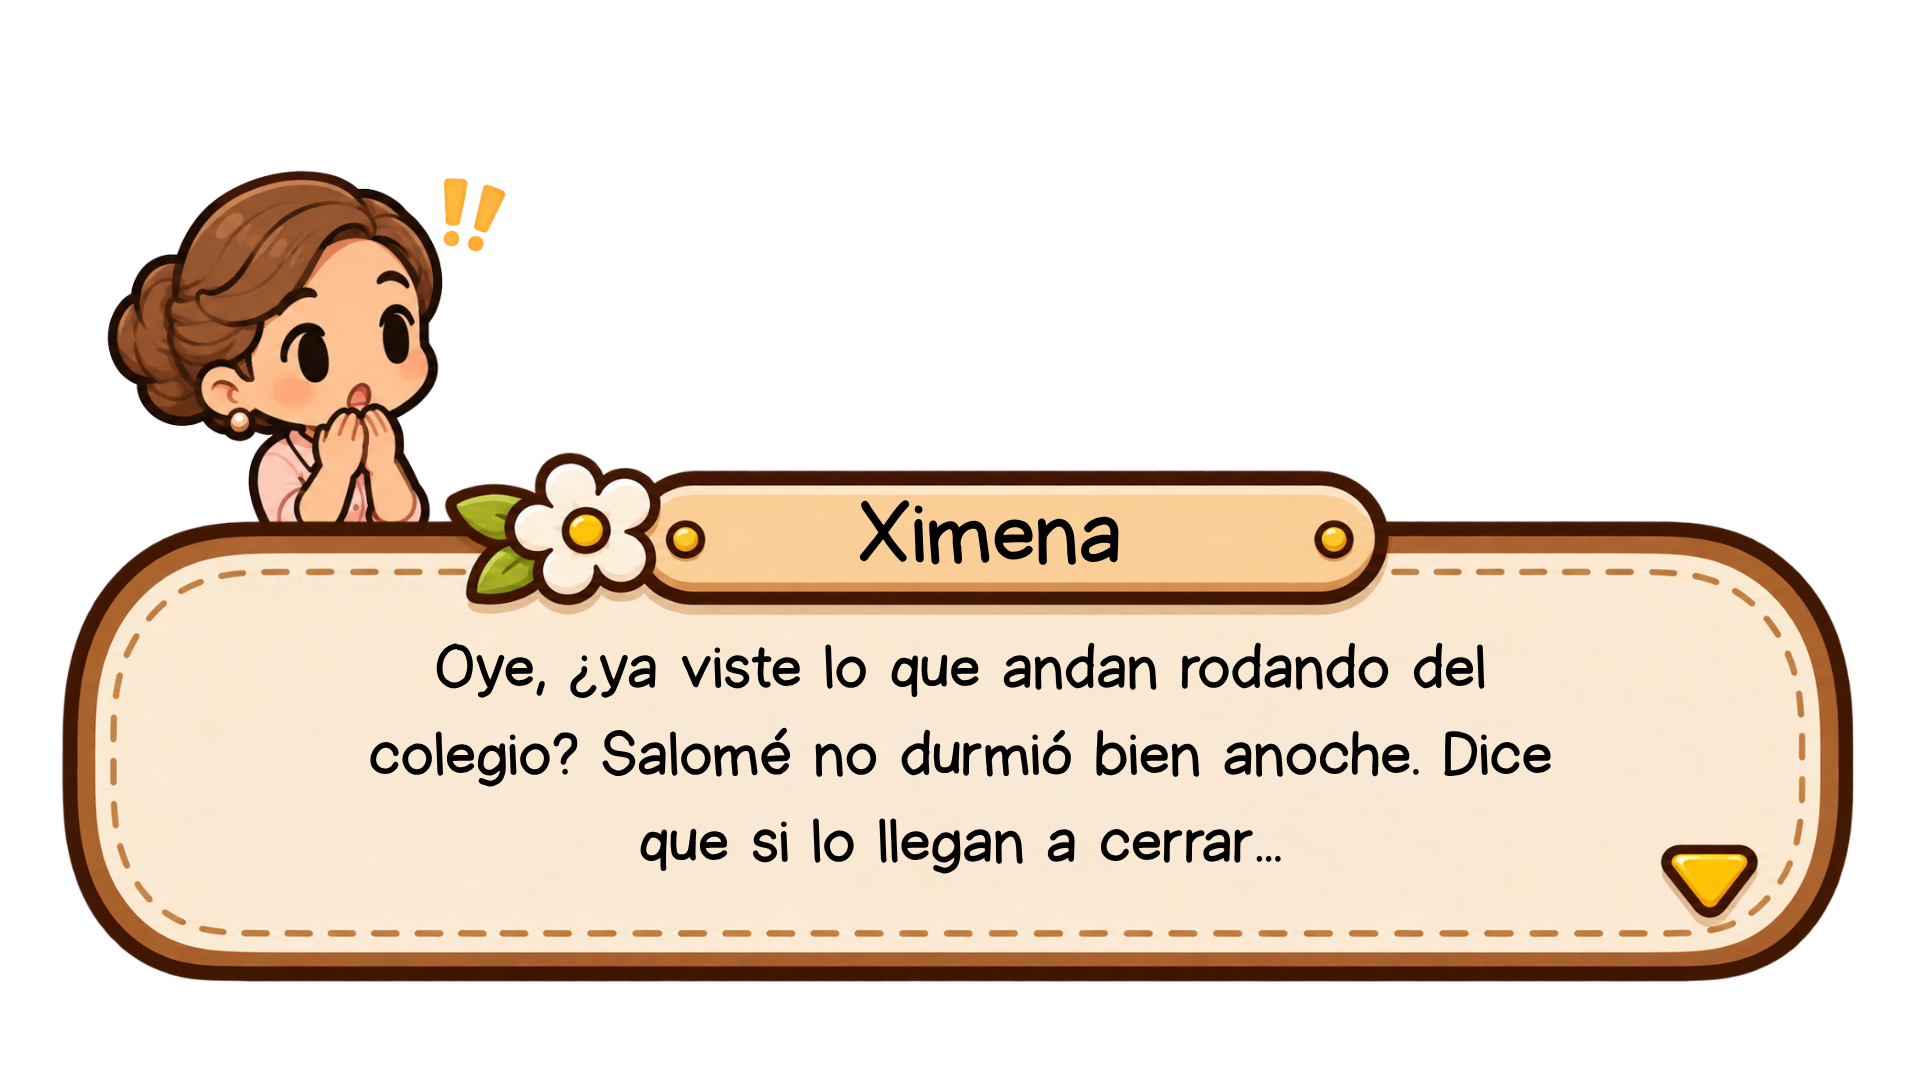 !!
Ximena
Oye, ¿ya viste lo que andan rodando del
colegio? Salomé no durmió bien anoche. Dice
que si lo llegan a cerrar...